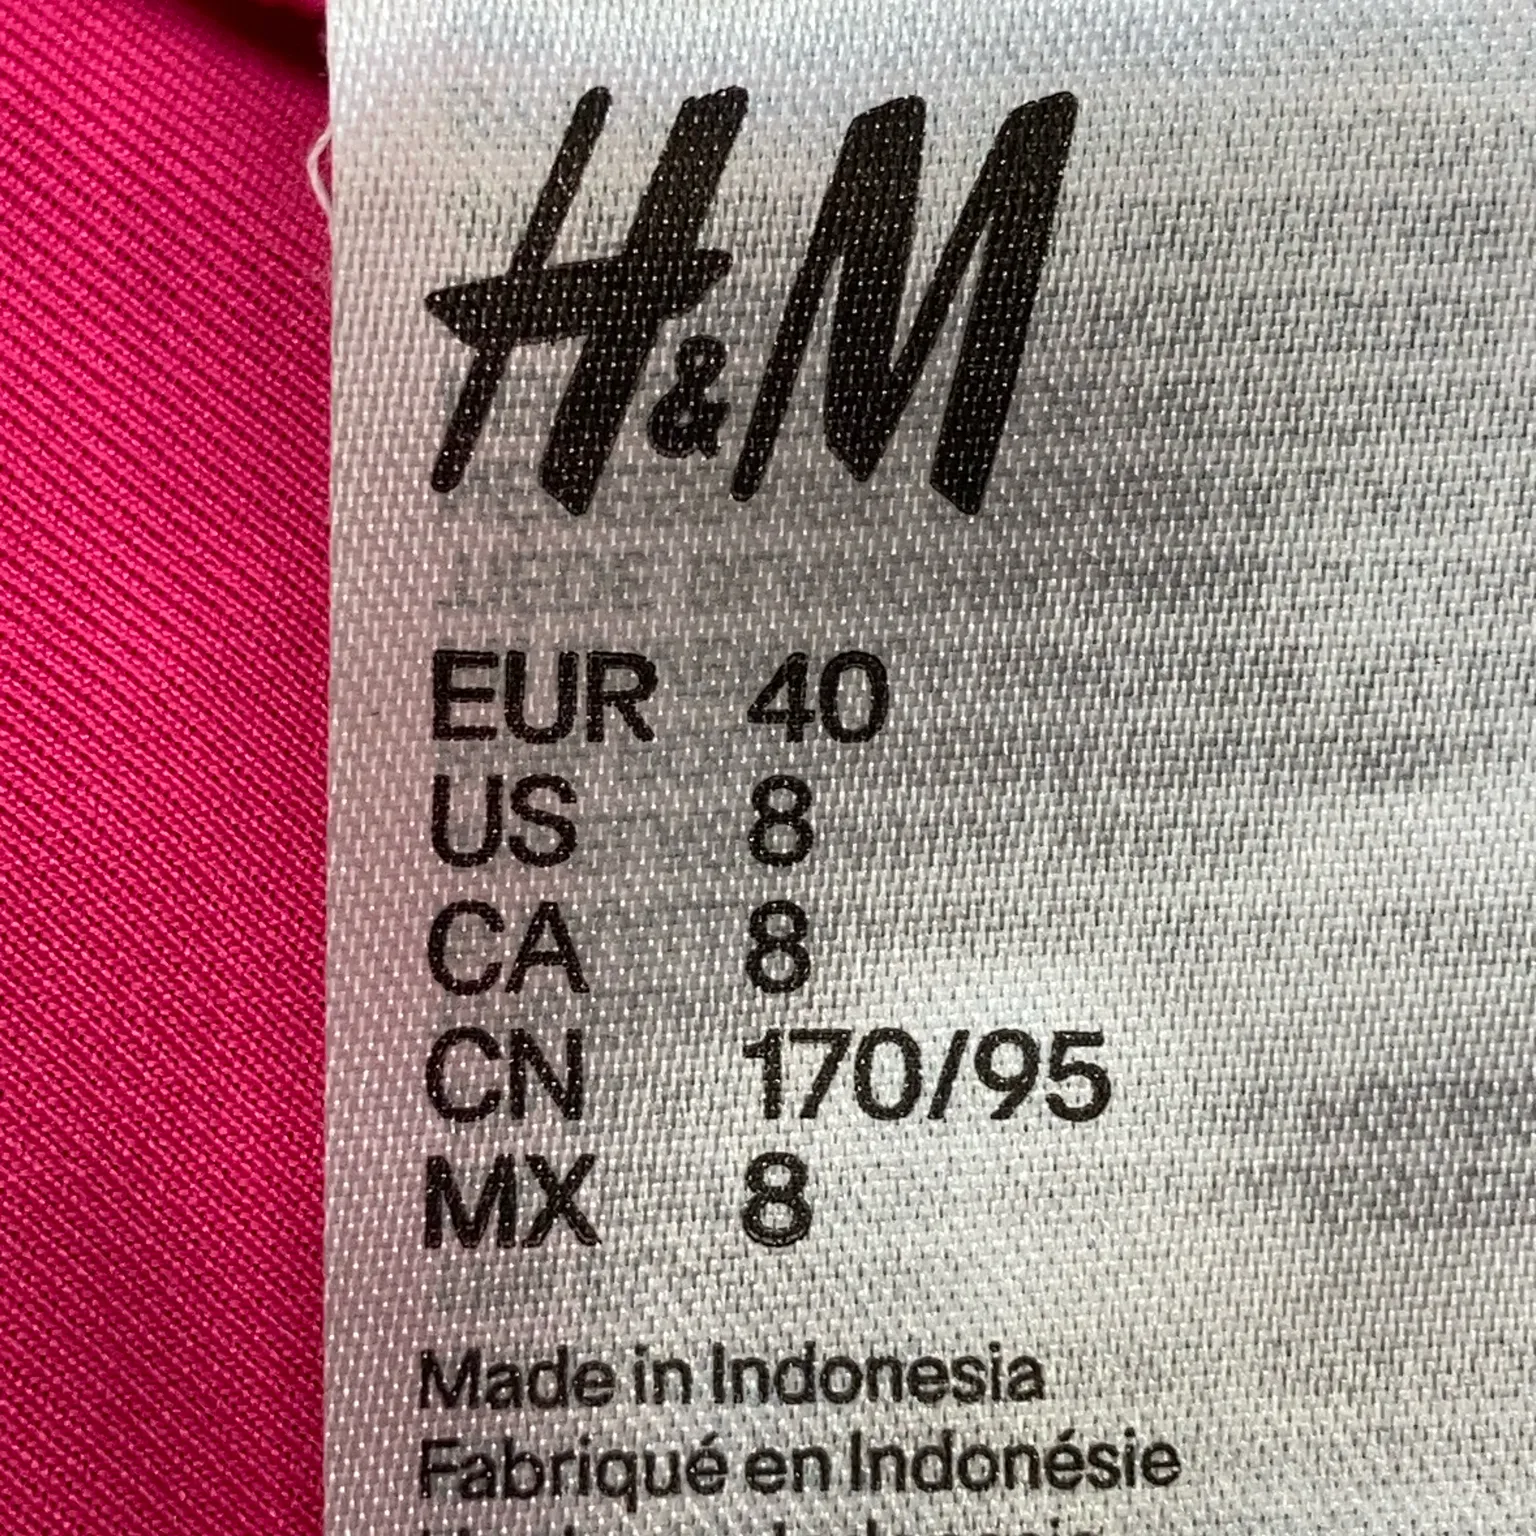 H&M
EUR 40
US 8
CA 8
CN 170/95
MX 8
Made in Indonesia
Fabriqué en Indonésie